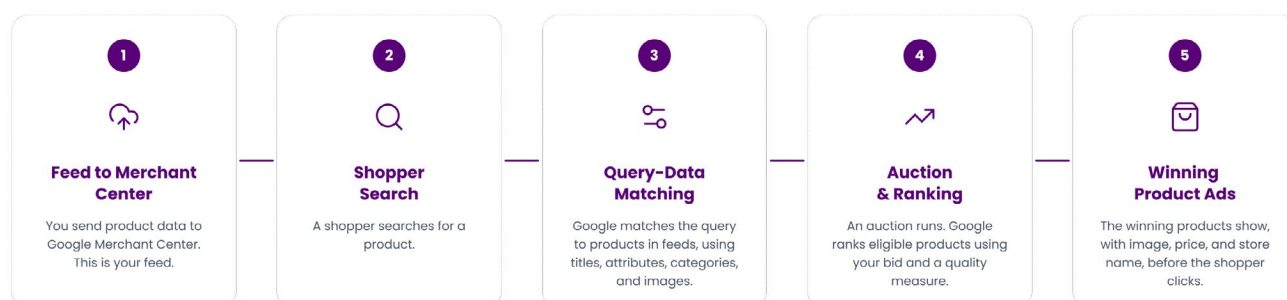 1
Feed to Merchant
Center
You send product data to
Google Merchant Center.
This is your feed.
2
Shopper
Search
A shopper searches for a
product.
3
Query-Data
Matching
Google matches the query
to products in feeds, using
titles, attributes, categories,
and images.
4
Auction
& Ranking
An auction runs. Google
ranks eligible products using
your bid and a quality
measure.
5
Winning
Product Ads
The winning products show,
with image, price, and store
name, before the shopper
clicks.